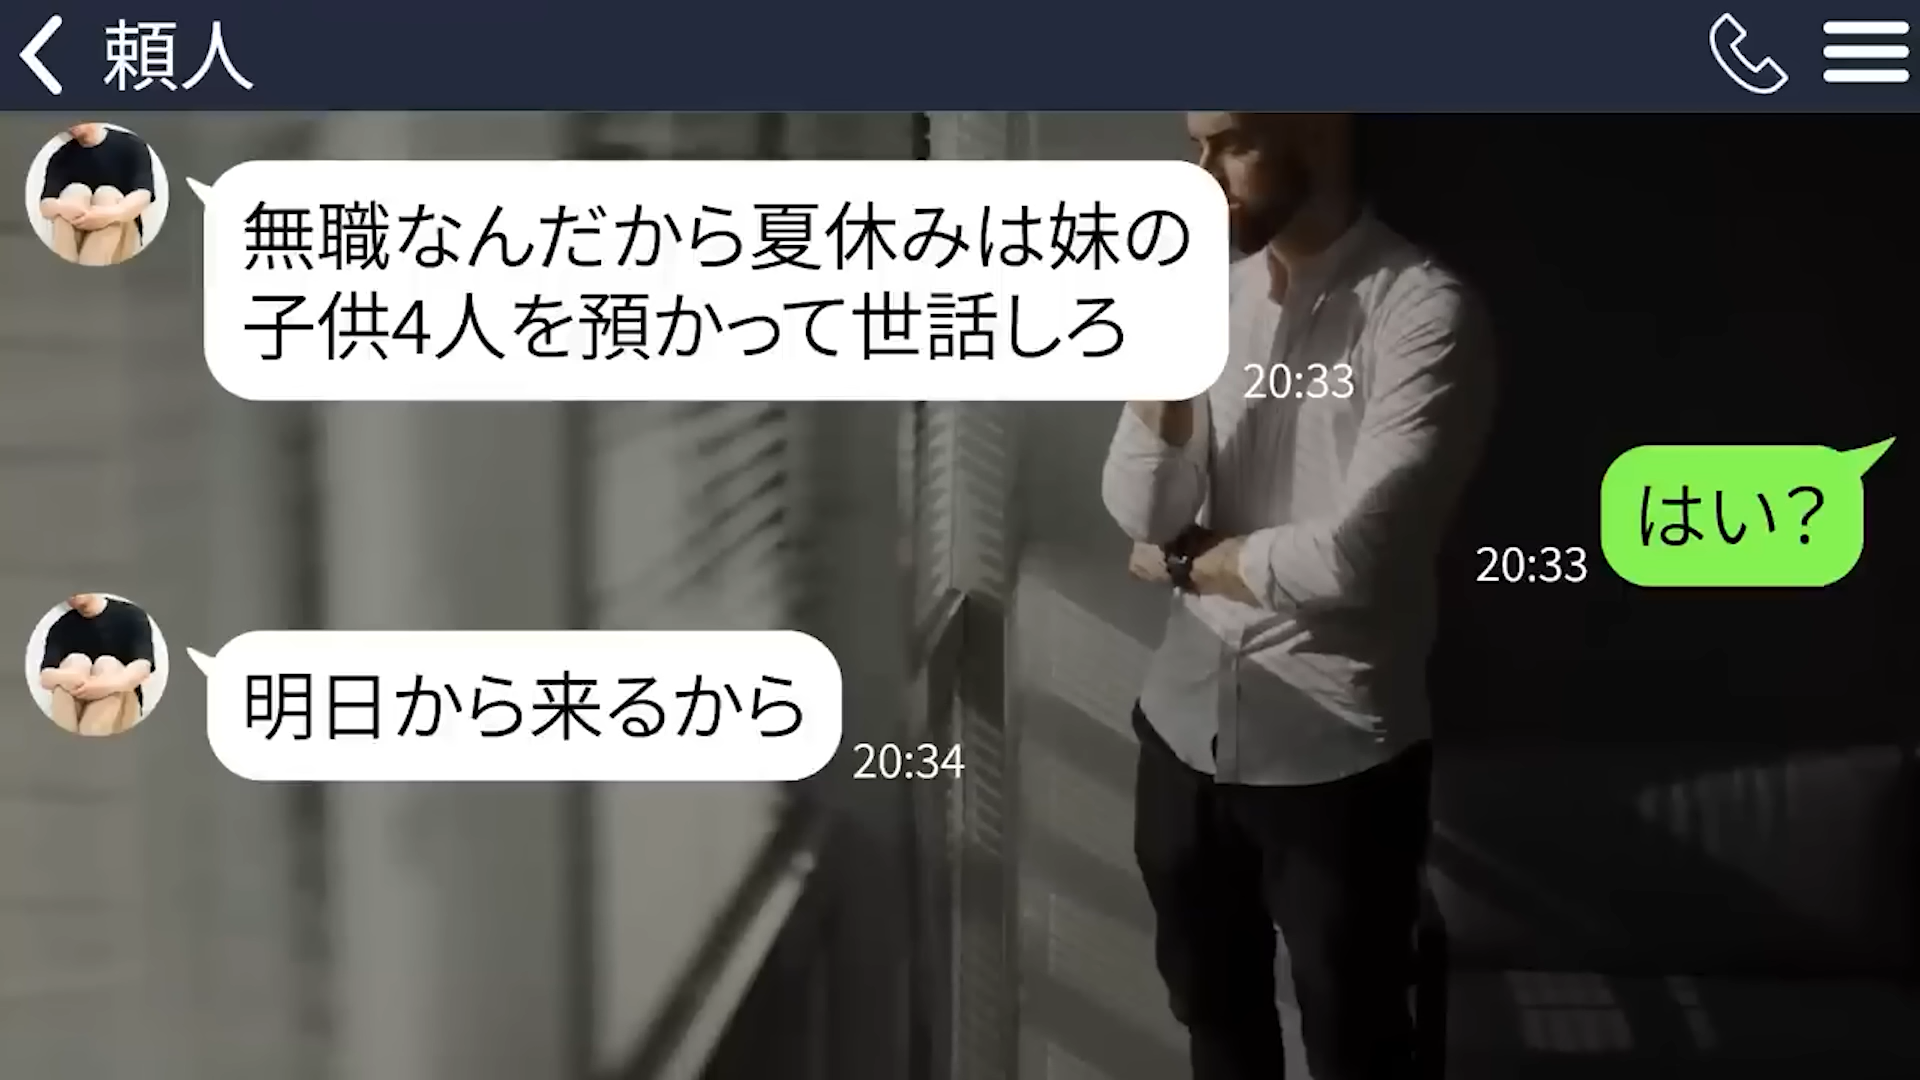 頼人
無職なんだから夏休みは妹の
子供4人を預かって世話しろ
20:33
はい？
20:33
明日から来るから
20:34